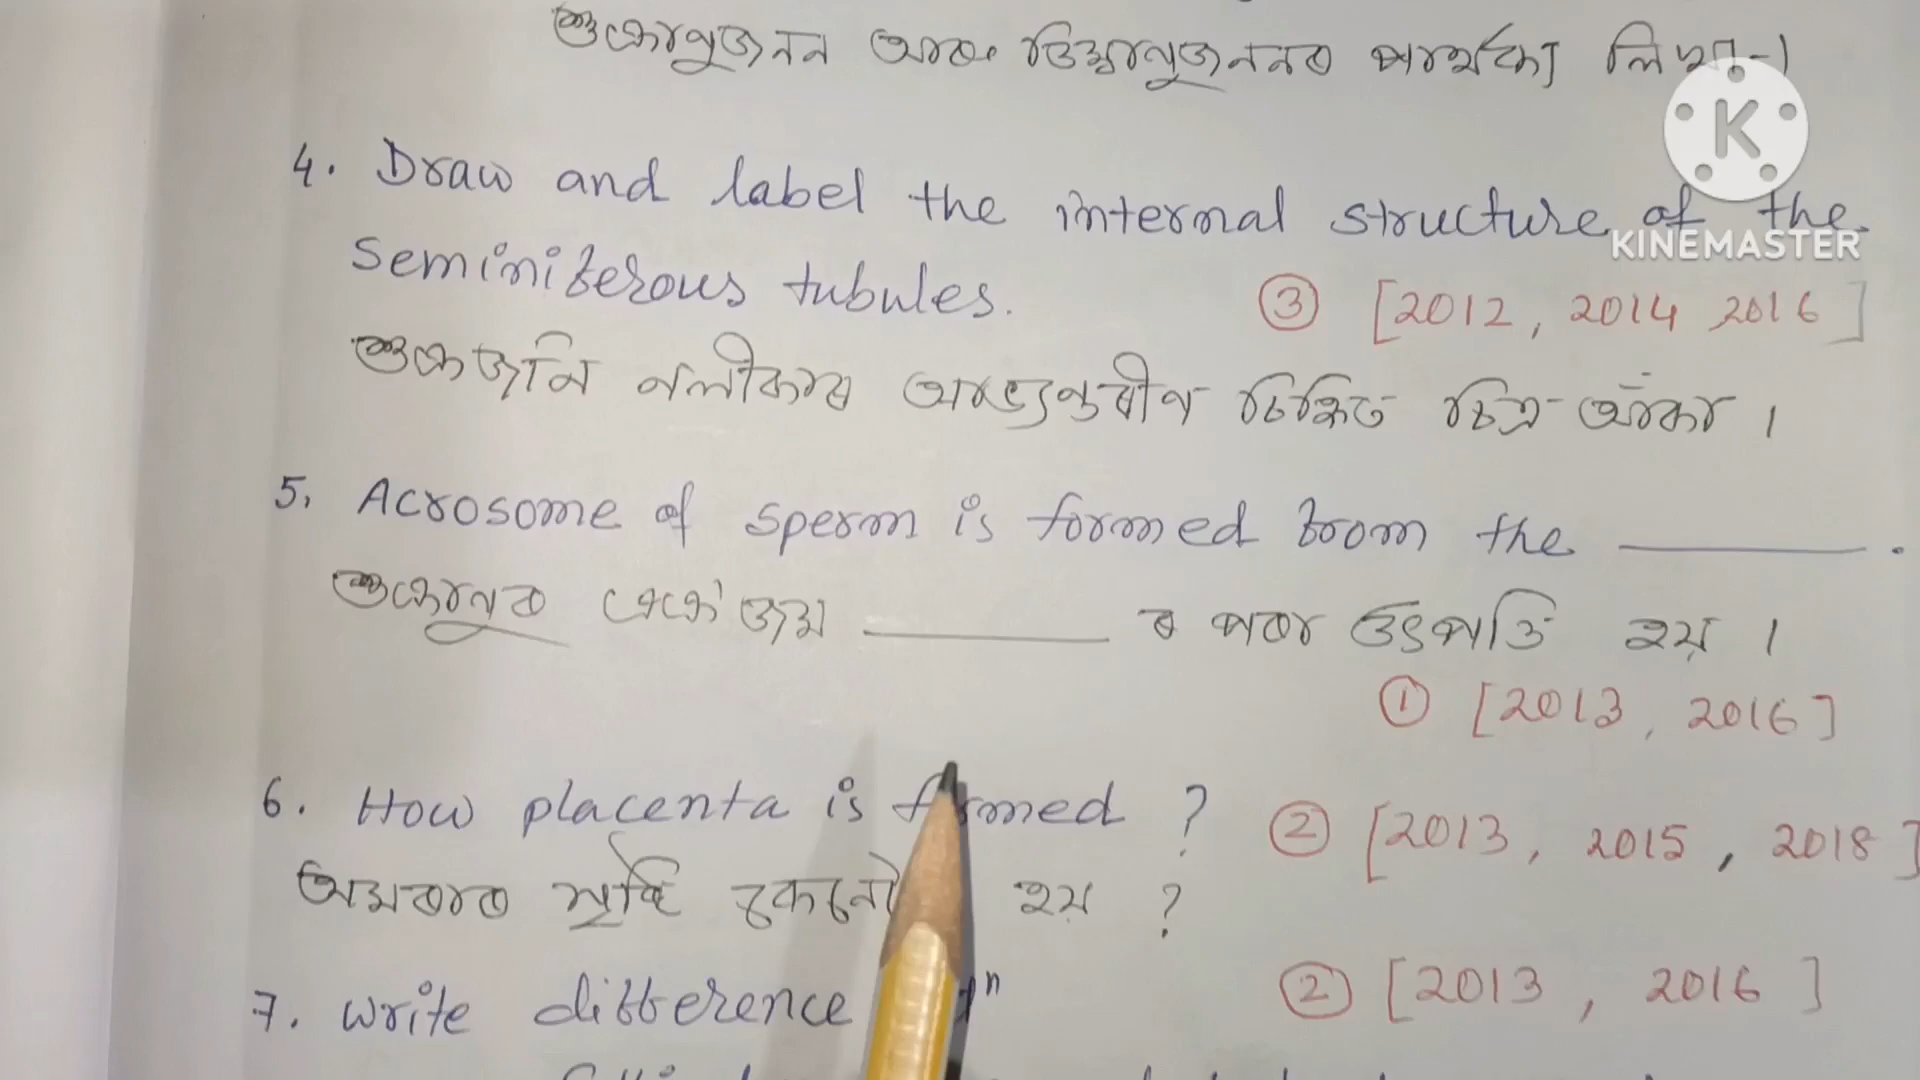 শুক্ৰাণুজনন আৰু ডিম্বাণুজননৰ পাৰ্থক্য লিখা-।
4. Draw and label the internal structure of the
seminiferous tubules. ③ [2012, 2014 2016]
শুক্ৰজনি নলীকাৰ আভ্যন্তৰীণ চিহ্নিত চিত্ৰ আঁকা ।
5. Acrosome of sperm is formed from the ______ .
শুক্ৰাণুৰ ______ ৰ পৰা উৎপত্তি হয় ।
① [2013, 2016]
6. How placenta is formed ? ② [2013, 2015, 2018]
অমৰাৰ সৃষ্টি কেনে হয় ?
7. Write difference ② [2013, 2016]
K
KINEMASTER